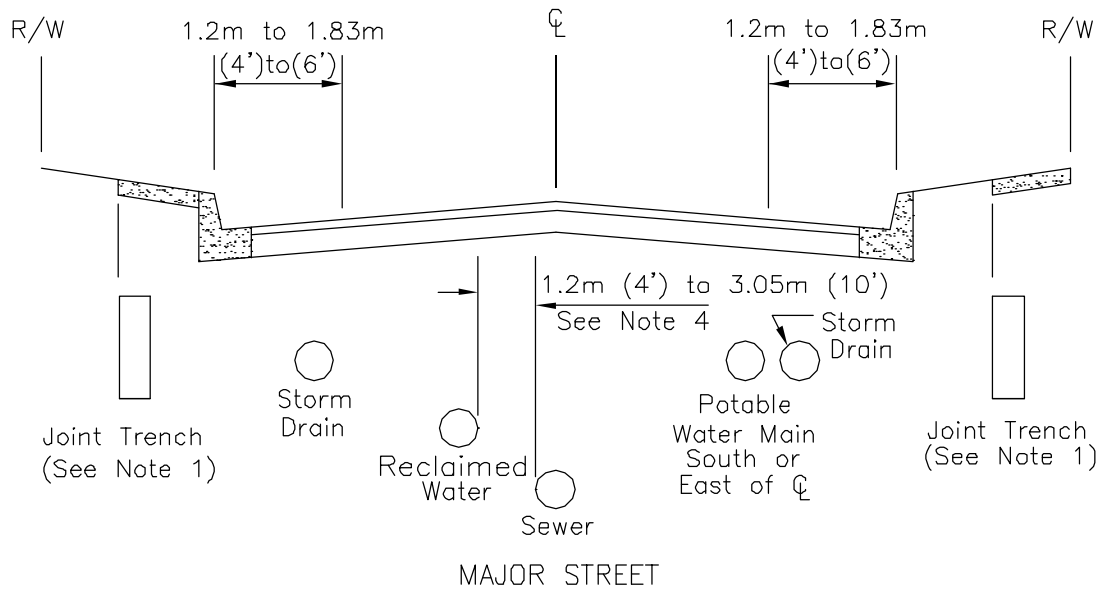 R/W
1.2m to 1.83m
(4')to(6')
℄
1.2m to 1.83m
(4')to(6')
R/W
1.2m (4') to 3.05m (10')
See Note 4
Storm
Drain
Storm
Drain
Potable
Water Main
South or
East of ℄
Joint Trench
(See Note 1)
Reclaimed
Water
Joint Trench
(See Note 1)
Sewer
MAJOR STREET